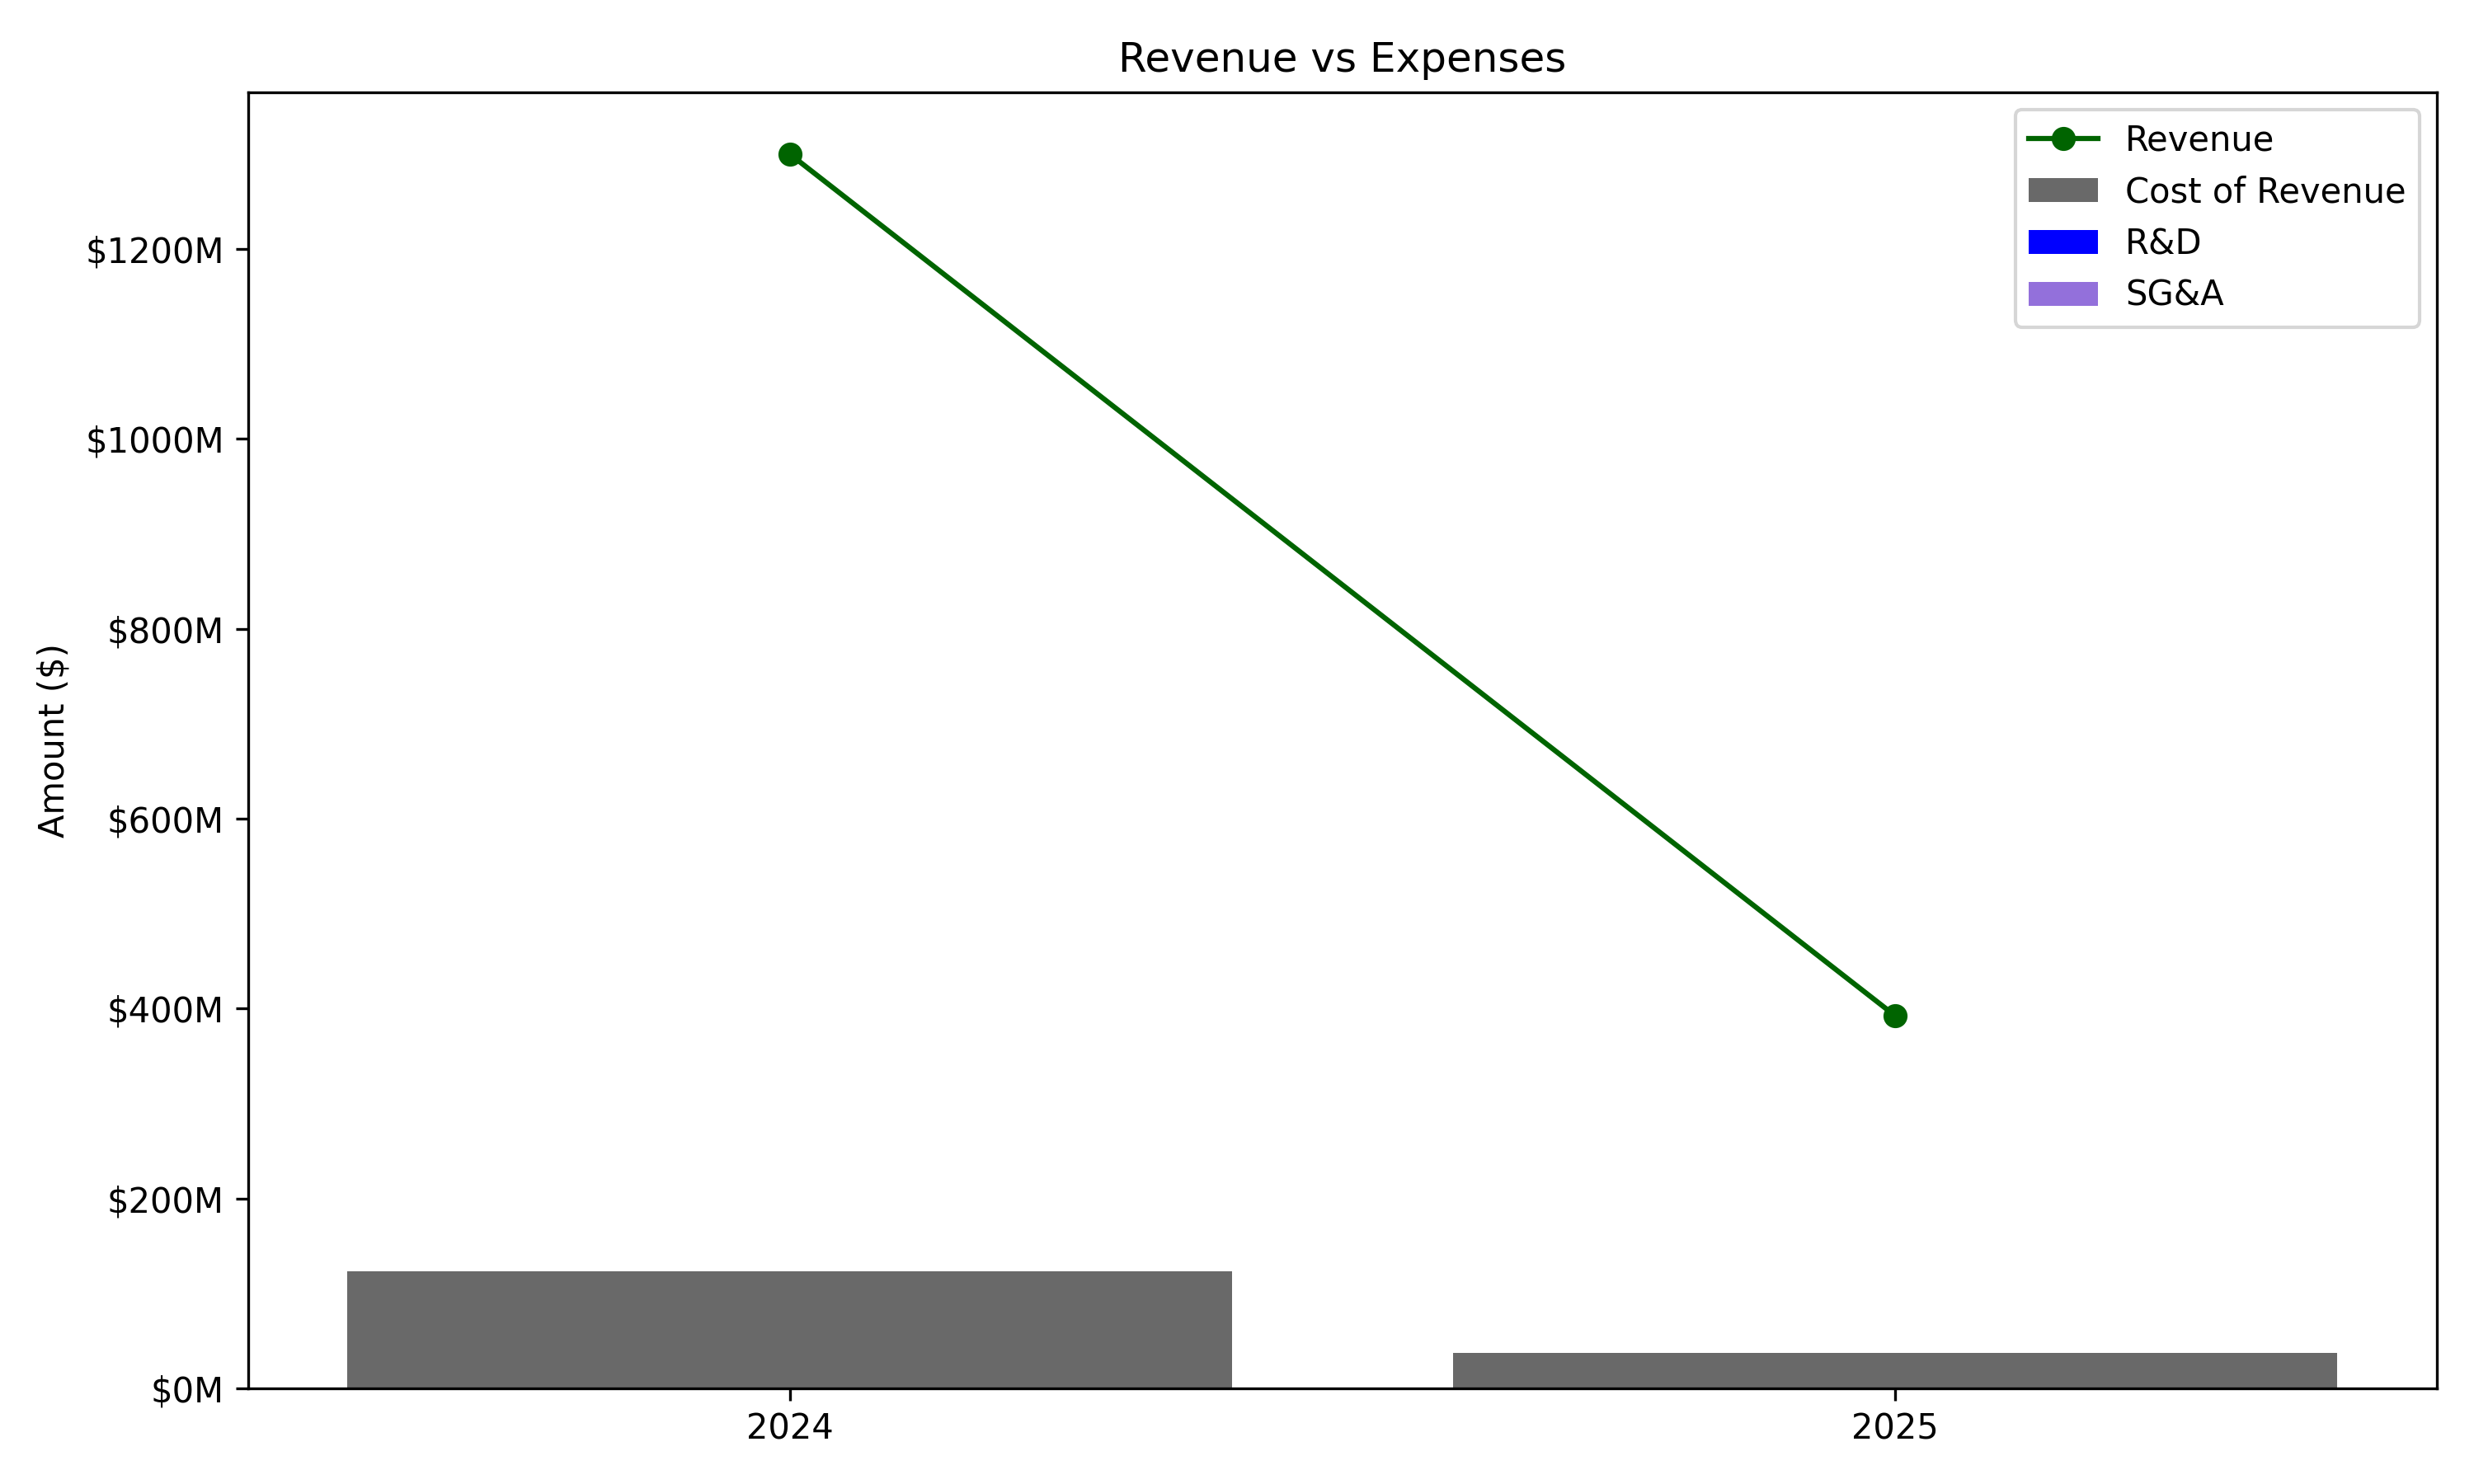 Revenue vs Expenses
Revenue
Cost of Revenue
R&D
SG&A
Amount ($)
$1200M
$1000M
$800M
$600M
$400M
$200M
$0M
2024
2025